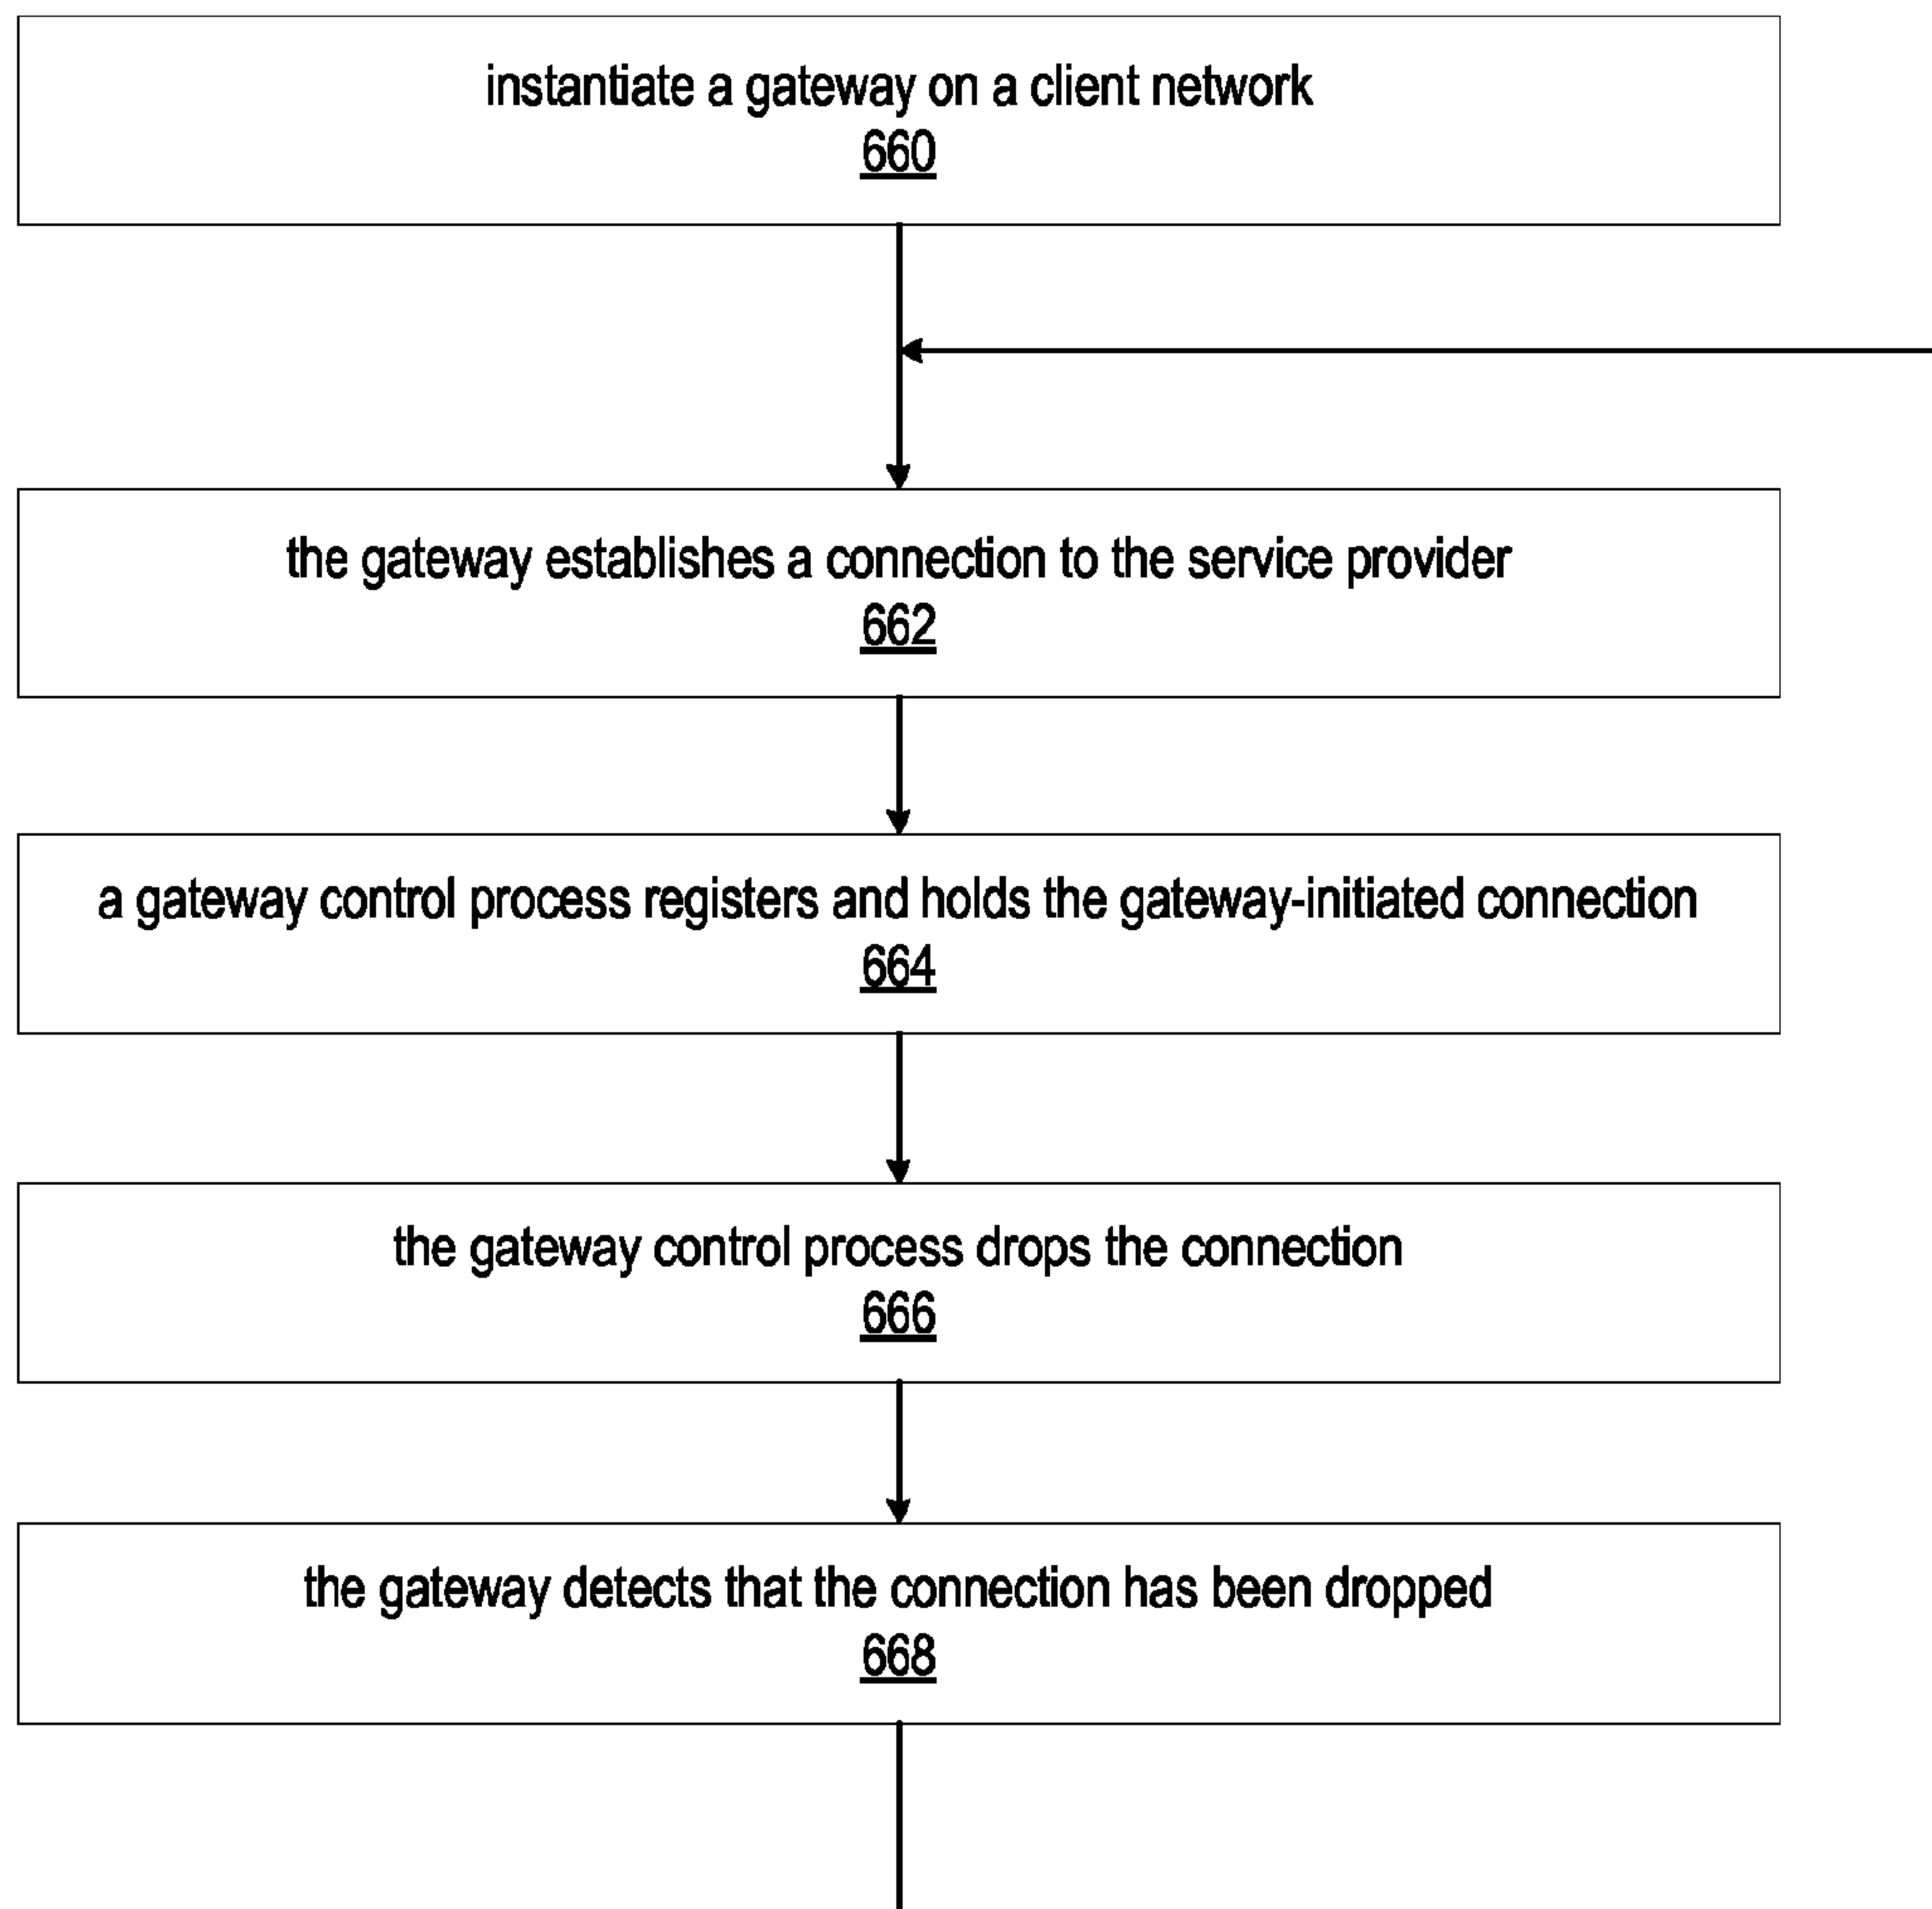 instantiate a gateway on a client network
660
the gateway establishes a connection to the service provider
662
a gateway control process registers and holds the gateway-initiated connection
664
the gateway control process drops the connection
666
the gateway detects that the connection has been dropped
668